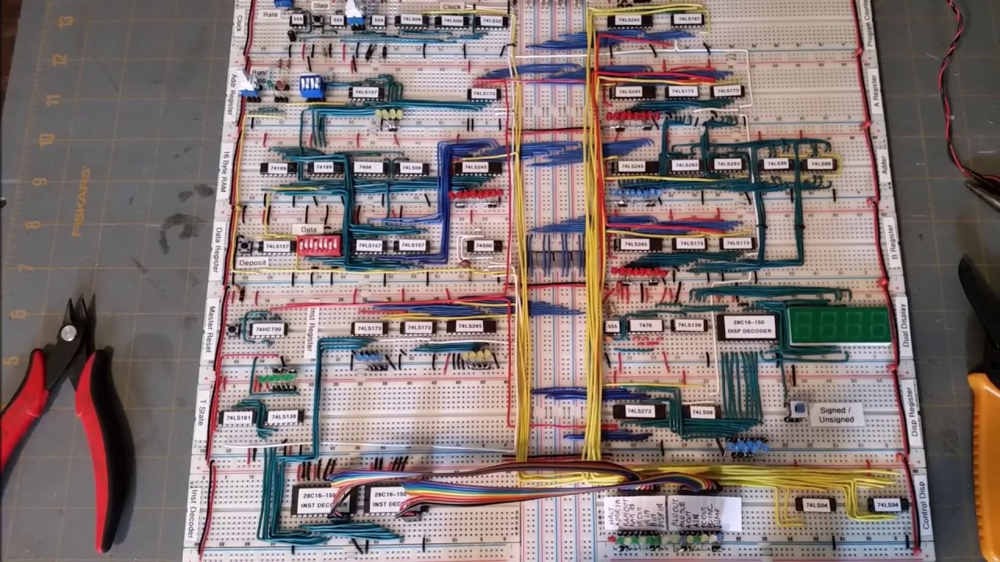 Rate
Step
Clock
Clock
555
555
555
74LS04
74LS08
74LS32
74LS245
74LS161
Program Counter
13
12
11
10
9
8
7
6
5
FISKARS
Addr Register
Run/
74LS157
74LS173
74LS245
74LS173
74LS173
A Register
16 Byte RAM
74189
74189
7404
74LS04
74LS245
74LS245
74LS283
74LS283
74LS86
74LS86
Adder
Data Register
Data
Deposit
74LS157
74LS157
74LS157
74S00
74LS245
74LS173
74LS173
B Register
Master Reset
74HCT00
Inst Register
74LS173
74LS173
74LS245
555
7476
74LS139
28C16-150
DISP DECODER
Dual Display
T State
74LS161
74LS138
74LS273
74LS08
Signed /
Unsigned
Disp Register
Inst Decoder
28C16-150
INST DECODER
28C16-150
INST DECODER
HALT
74LS04
74LS04
Control Disp